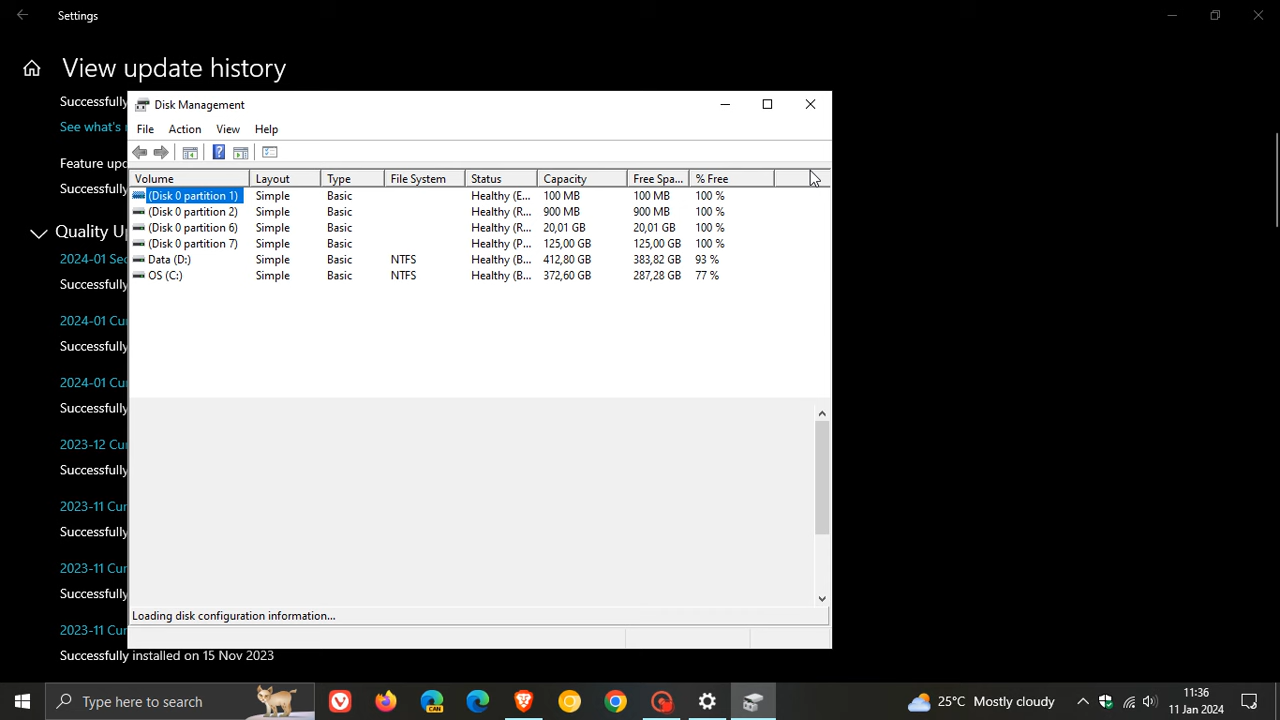 Settings
View update history
Successfully
See what's
Disk Management
File Action View Help
Feature upd
Successfully
Quality U
2024-01 Sec
Successfully
2024-01 Cu
Successfully
2024-01 Cu
Successfully
2023-12 Cu
Successfully
2023-11 Cur
Successfully
2023-11 Cur
Successfully
2023-11 Cur
Successfully installed on 15 Nov 2023
Volume Layout Type File System Status Capacity Free Spa... % Free
(Disk 0 partition 1) Simple Basic Healthy (E... 100 MB 100 MB 100 %
(Disk 0 partition 2) Simple Basic Healthy (R... 900 MB 900 MB 100 %
(Disk 0 partition 6) Simple Basic Healthy (R... 20,01 GB 20,01 GB 100 %
(Disk 0 partition 7) Simple Basic Healthy (P... 125,00 GB 125,00 GB 100 %
Data (D:) Simple Basic NTFS Healthy (B... 412,80 GB 383,82 GB 93 %
OS (C:) Simple Basic NTFS Healthy (B... 372,60 GB 287,28 GB 77 %
Loading disk configuration information...
Type here to search
CAN
25°C Mostly cloudy
11:36
11 Jan 2024